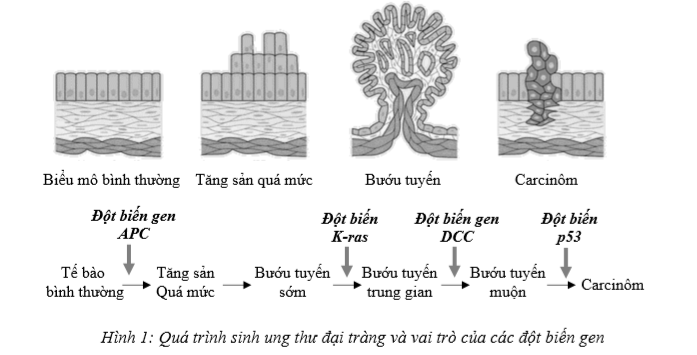 Biểu mô bình thường
Tăng sản quá mức
Bướu tuyến
Carcinôm
Đột biến gen
APC
Đột biến
K-ras
Đột biến gen
DCC
Đột biến
p53
Tế bào
bình thường
Tăng sản
Quá mức
Bướu tuyến
sớm
Bướu tuyến
trung gian
Bướu tuyến
muộn
Carcinôm
Hình 1: Quá trình sinh ung thư đại tràng và vai trò của các đột biến gen